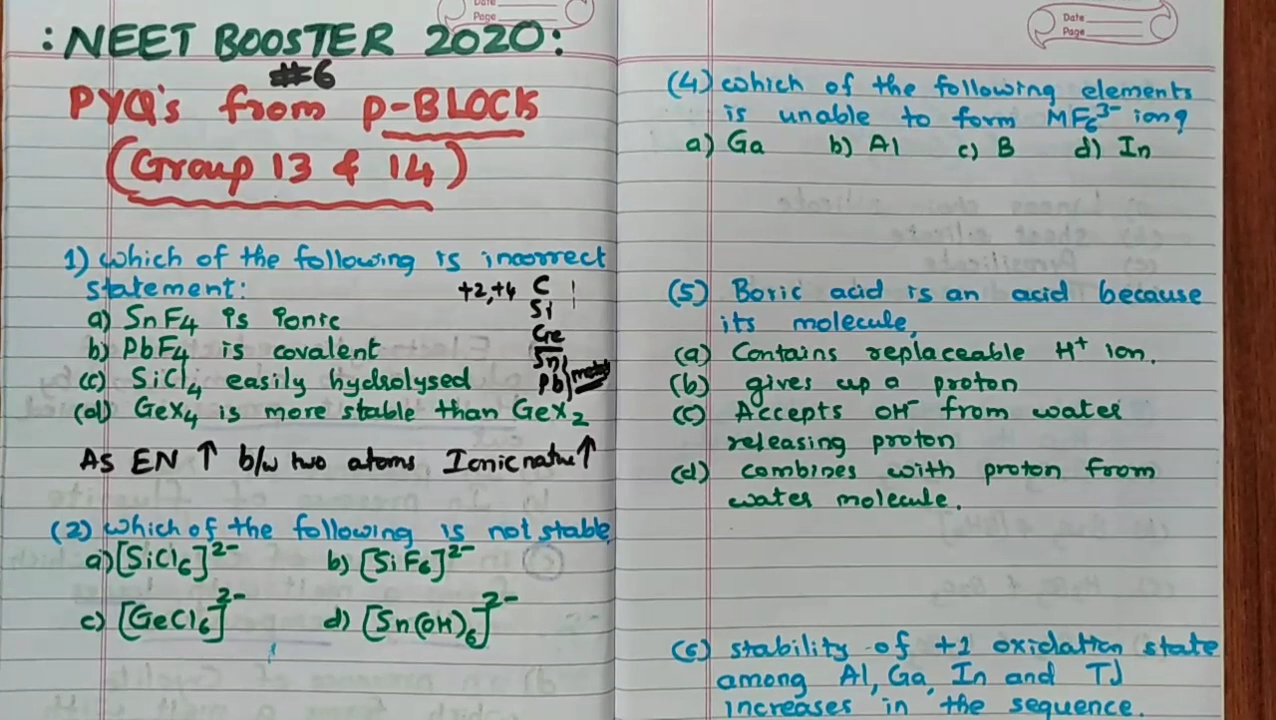 Date
Page
: NEET BOOSTER 2020:
#6
PYQ's from p-BLOCK
(Group 13 & 14)
1) which of the following is incorrect
statement:
+2,+4 C
Si
Ge
Sn
Pb
metals
a) SnF4 is ionic
b) PbF4 is covalent
(c) SiCl4 easily hydrolysed
(d) GeX4 is more stable than GeX2
As EN ↑ b/w two atoms Ionic nature ↑
(2) which of the following is not stable
a) [SiCl6]2-
b) [SiF6]2-
c) [GeCl6]2-
d) [Sn(OH)6]2-
Date
Page
(4) which of the following elements
is unable to form MF6 3- ion?
a) Ga b) Al c) B d) In
(5) Boric acid is an acid because
its molecule,
(a) Contains replaceable H+ ion.
(b) gives up a proton
(c) Accepts OH- from water
releasing proton
(d) combines with proton from
water molecule.
(6) stability of +1 oxidation state
among Al, Ga, In and Tl
increases in the sequence.